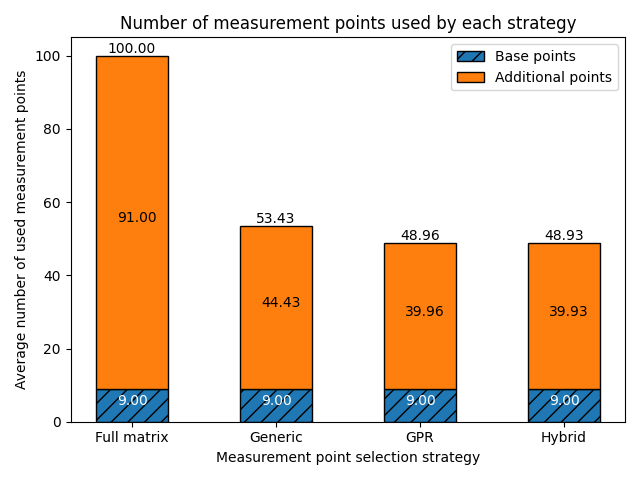 Number of measurement points used by each strategy
Average number of used measurement points
100
80
60
40
20
0
100.00
91.00
9.00
53.43
44.43
9.00
48.96
39.96
9.00
48.93
39.93
9.00
Base points
Additional points
Full matrix
Generic
GPR
Hybrid
Measurement point selection strategy